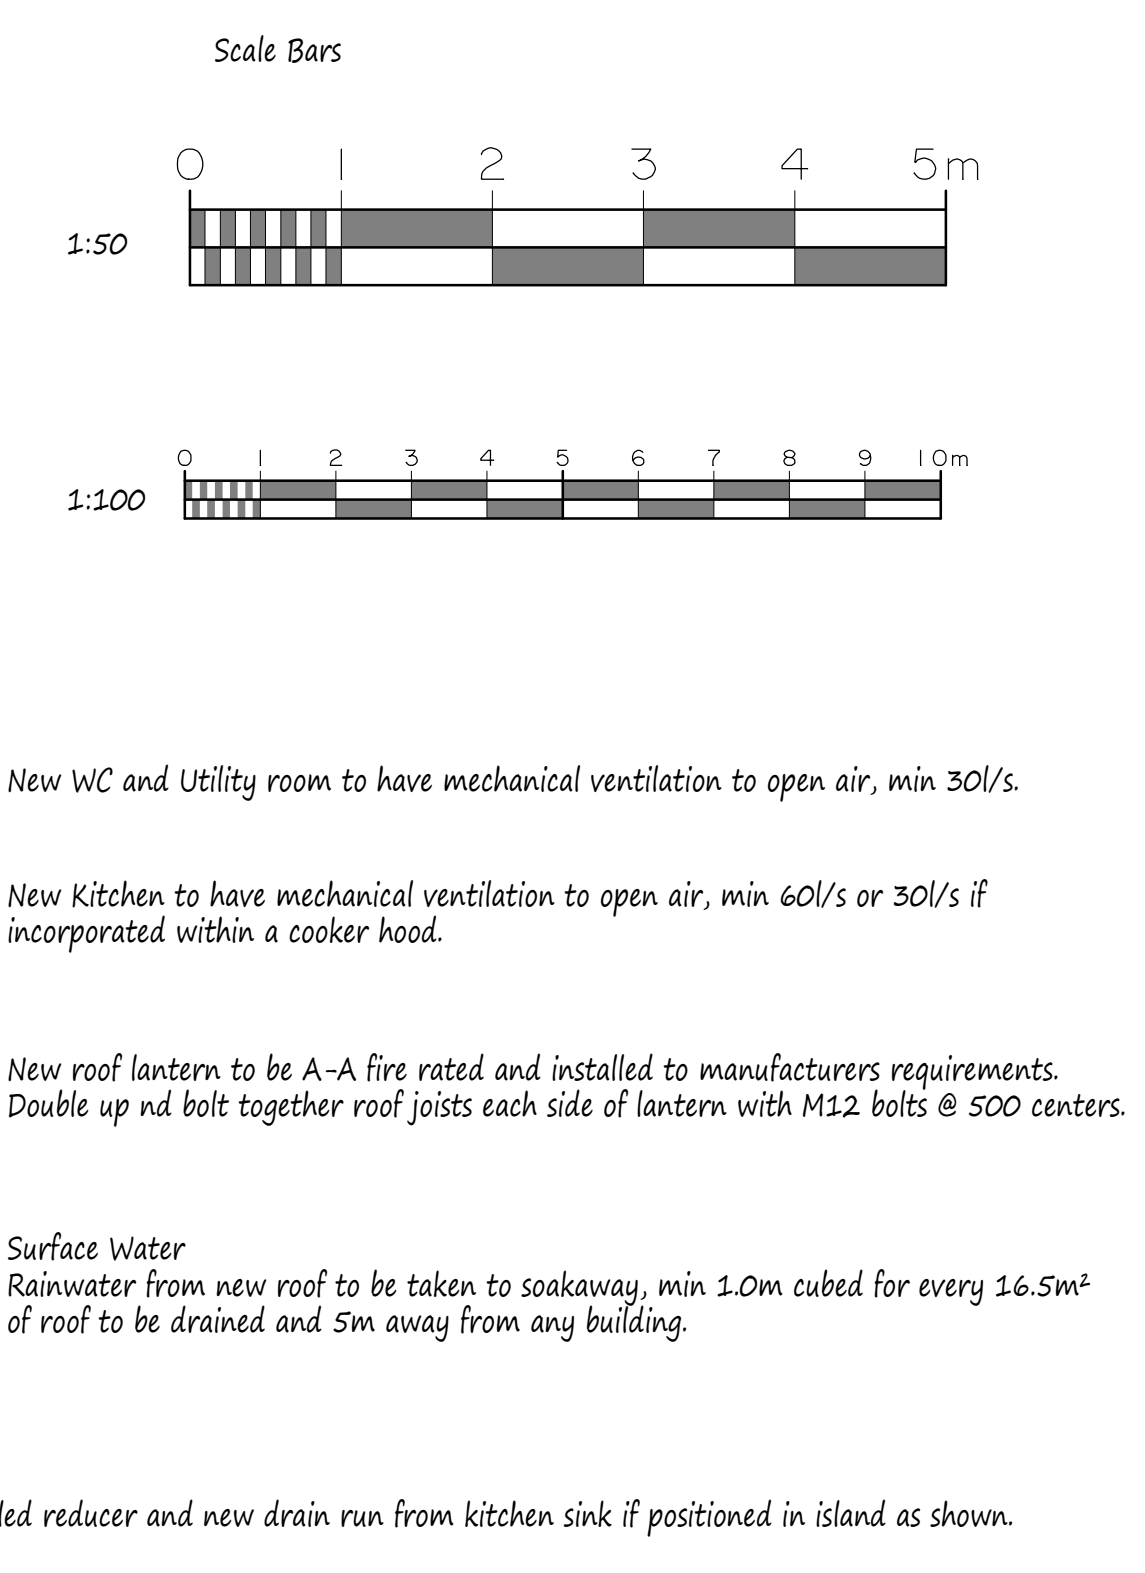 Scale Bars
0 1 2 3 4 5m
1:50
0 1 2 3 4 5 6 7 8 9 10m
1:100
New WC and Utility room to have mechanical ventilation to open air, min 30l/s.
New Kitchen to have mechanical ventilation to open air, min 60l/s or 30l/s if
incorporated within a cooker hood.
New roof lantern to be A-A fire rated and installed to manufacturers requirements.
Double up nd bolt together roof joists each side of lantern with M12 bolts @ 500 centers.
Surface Water
Rainwater from new roof to be taken to soakaway, min 1.0m cubed for every 16.5m²
of roof to be drained and 5m away from any building.
reducer and new drain run from kitchen sink if positioned in island as shown.